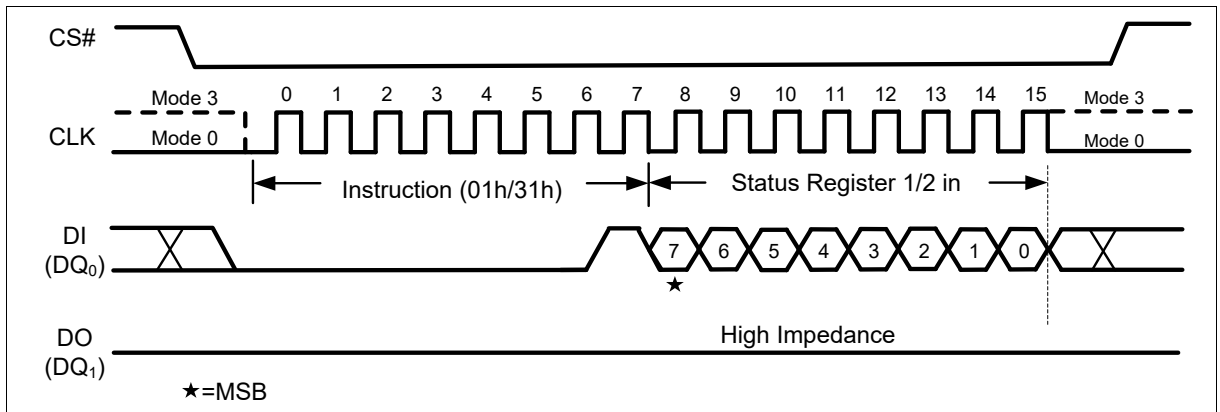 CS#
Mode 3
0 1 2 3 4 5 6 7 8 9 10 11 12 13 14 15
Mode 3
CLK
Mode 0
Mode 0
Instruction (01h/31h)
Status Register 1/2 in
DI
(DQ₀)
7 6 5 4 3 2 1 0
★
DO
(DQ₁)
High Impedance
★=MSB